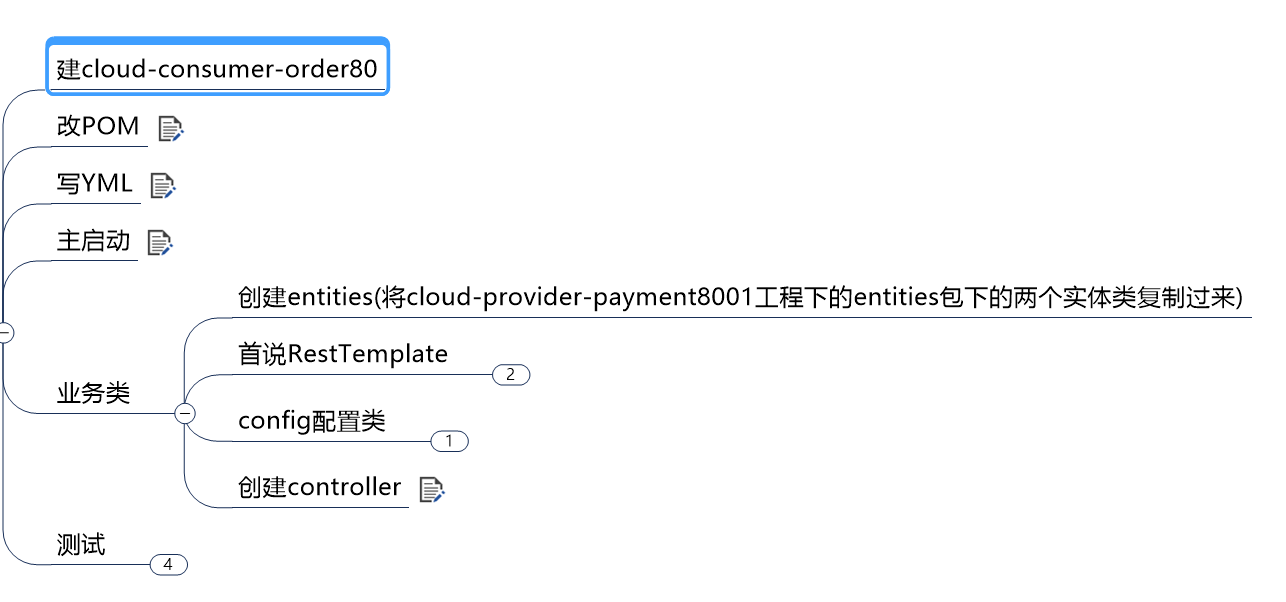 建cloud-consumer-order80
改POM
写YML
主启动
业务类
创建entities(将cloud-provider-payment8001工程下的entities包下的两个实体类复制过来)
首说RestTemplate
2
config配置类
1
创建controller
测试
4